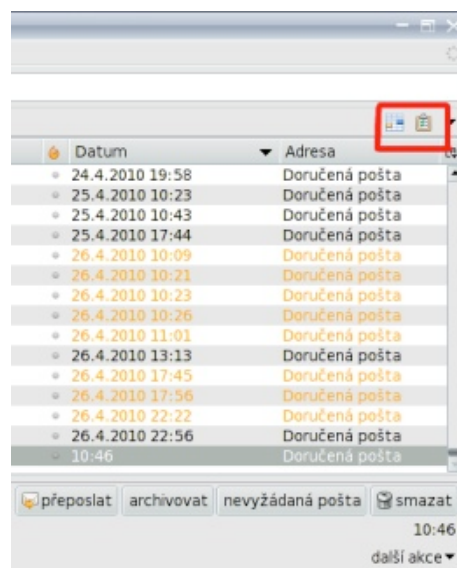 Datum Adresa
24.4.2010 19:58 Doručená pošta
25.4.2010 10:23 Doručená pošta
25.4.2010 10:43 Doručená pošta
25.4.2010 17:44 Doručená pošta
26.4.2010 10:09 Doručená pošta
26.4.2010 10:21 Doručená pošta
26.4.2010 10:23 Doručená pošta
26.4.2010 10:26 Doručená pošta
26.4.2010 11:01 Doručená pošta
26.4.2010 13:13 Doručená pošta
26.4.2010 17:45 Doručená pošta
26.4.2010 17:56 Doručená pošta
26.4.2010 22:22 Doručená pošta
26.4.2010 22:56 Doručená pošta
10:46 Doručená pošta
přeposlat archivovat nevyžádaná pošta smazat
10:46
další akce